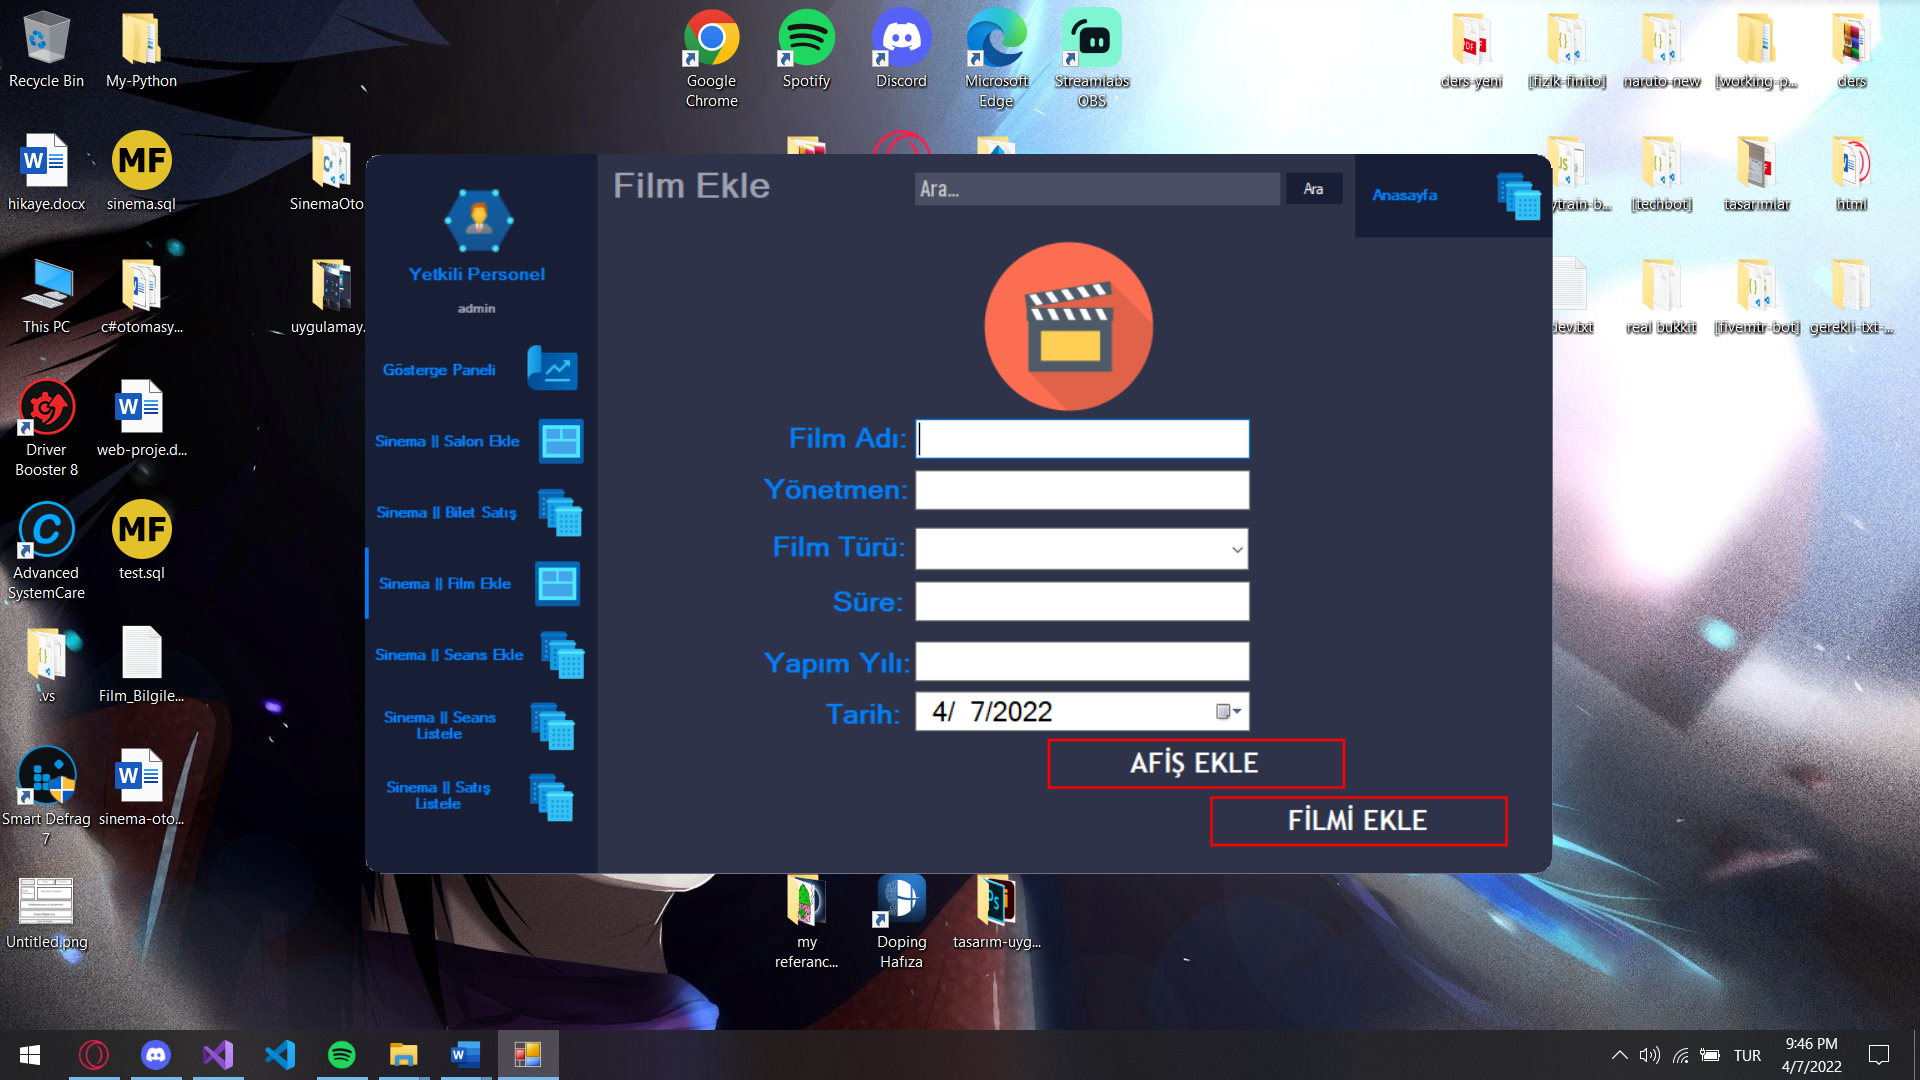 Recycle Bin
My-Python
Google
Chrome
Spotify
Discord
Microsoft
Edge
Streamlabs
OBS
ders-yeni
[fizik-finito]
naruto-new
[working-p...
ders
W
hikaye.docx
MF
sinema.sql
SinemaOto
[techbot]
tasarımlar
html
This PC
c#otomasy...
uygulamay.
dev.txt
real bukkit
[fivemtr-bot]
gerekli-txt-...
Driver
Booster 8
W
web-proje.d...
C
Advanced
SystemCare
MF
test.sql
.vs
Film_Bilgile...
Smart Defrag
7
W
sinema-oto...
Untitled.png
Yetkili Personel
admin
Gösterge Paneli
Sinema || Salon Ekle
Sinema || Bilet Satış
Sinema || Film Ekle
Sinema || Seans Ekle
Sinema || Seans
Listele
Sinema || Satış
Listele
Film Ekle
Ara...
Ara
Anasayfa
Film Adı:
Yönetmen:
Film Türü:
Süre:
Yapım Yılı:
Tarih:
4/ 7/2022
AFİŞ EKLE
FİLMİ EKLE
my
referanc...
Doping
Hafıza
tasarım-uyg...
TUR
9:46 PM
4/7/2022